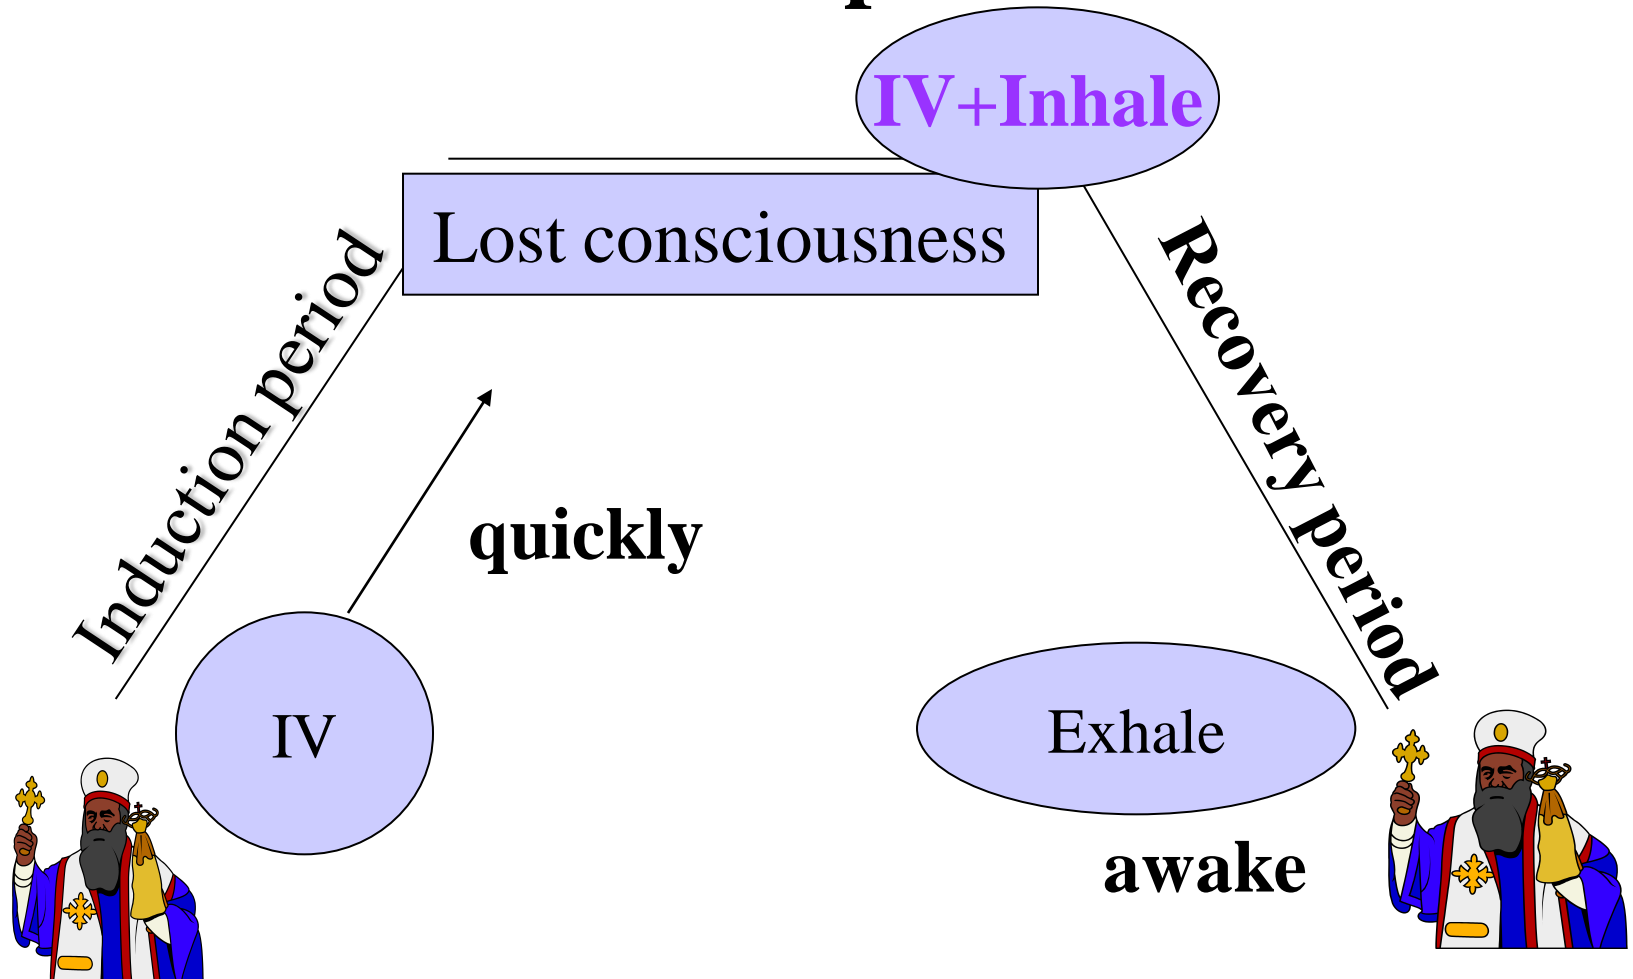 IV+Inhale
Lost consciousness
Induction period
Recovery period
quickly
IV
Exhale
awake